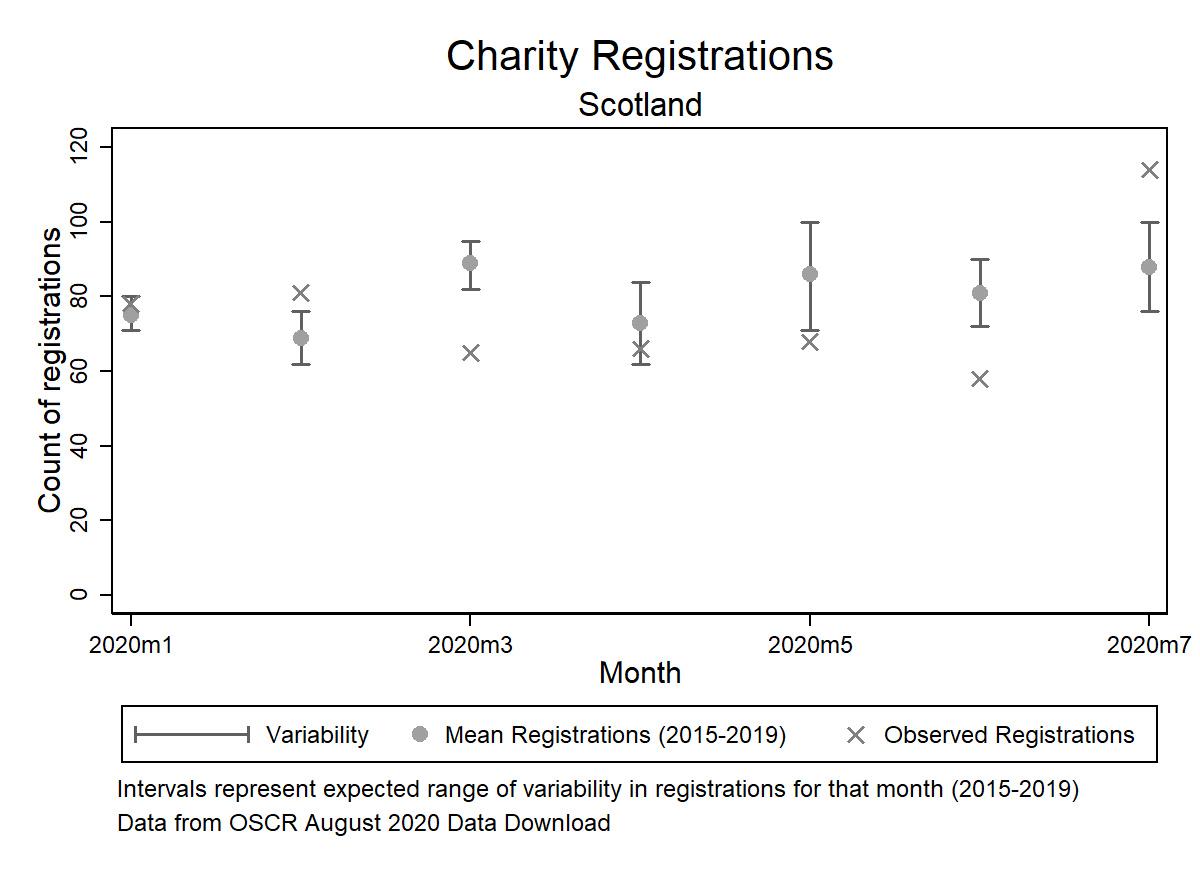 Charity Registrations
Scotland
Count of registrations
120
100
80
60
40
20
0
2020m1 2020m3 2020m5 2020m7
Month
Variability Mean Registrations (2015-2019) Observed Registrations
Intervals represent expected range of variability in registrations for that month (2015-2019)
Data from OSCR August 2020 Data Download